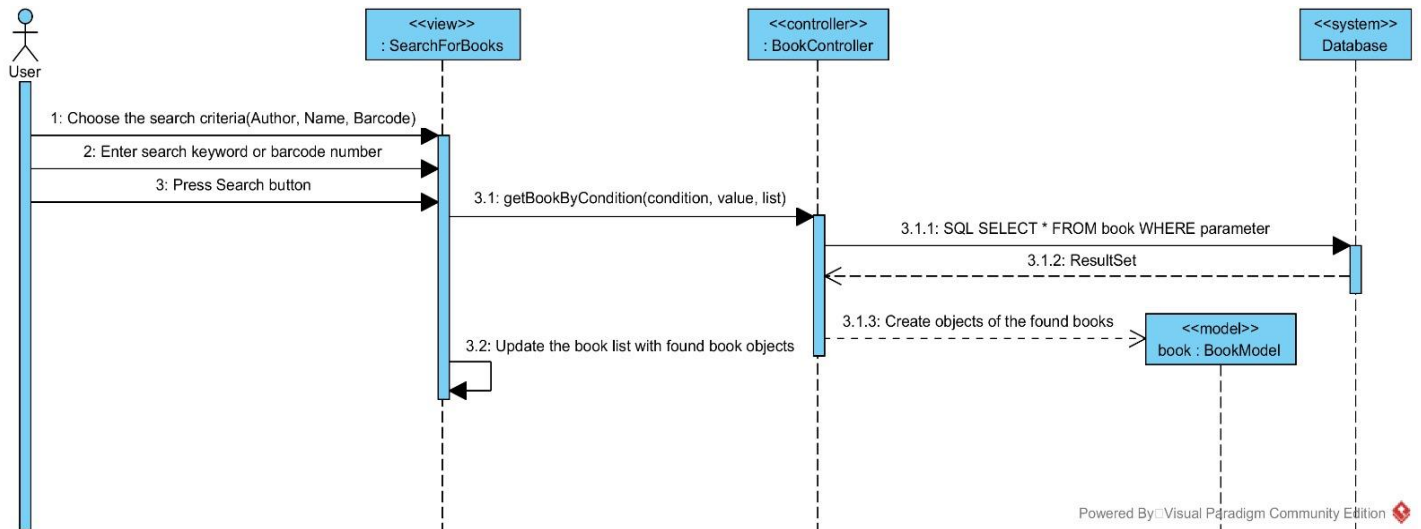 <<view>>
: SearchForBooks
<<controller>>
: BookController
<<system>>
Database
User
1: Choose the search criteria(Author, Name, Barcode)
2: Enter search keyword or barcode number
3: Press Search button
3.1: getBookByCondition(condition, value, list)
3.1.1: SQL SELECT * FROM book WHERE parameter
3.1.2: ResultSet
3.1.3: Create objects of the found books
<<model>>
book : BookModel
3.2: Update the book list with found book objects
Powered By□Visual Paradigm Community Edition